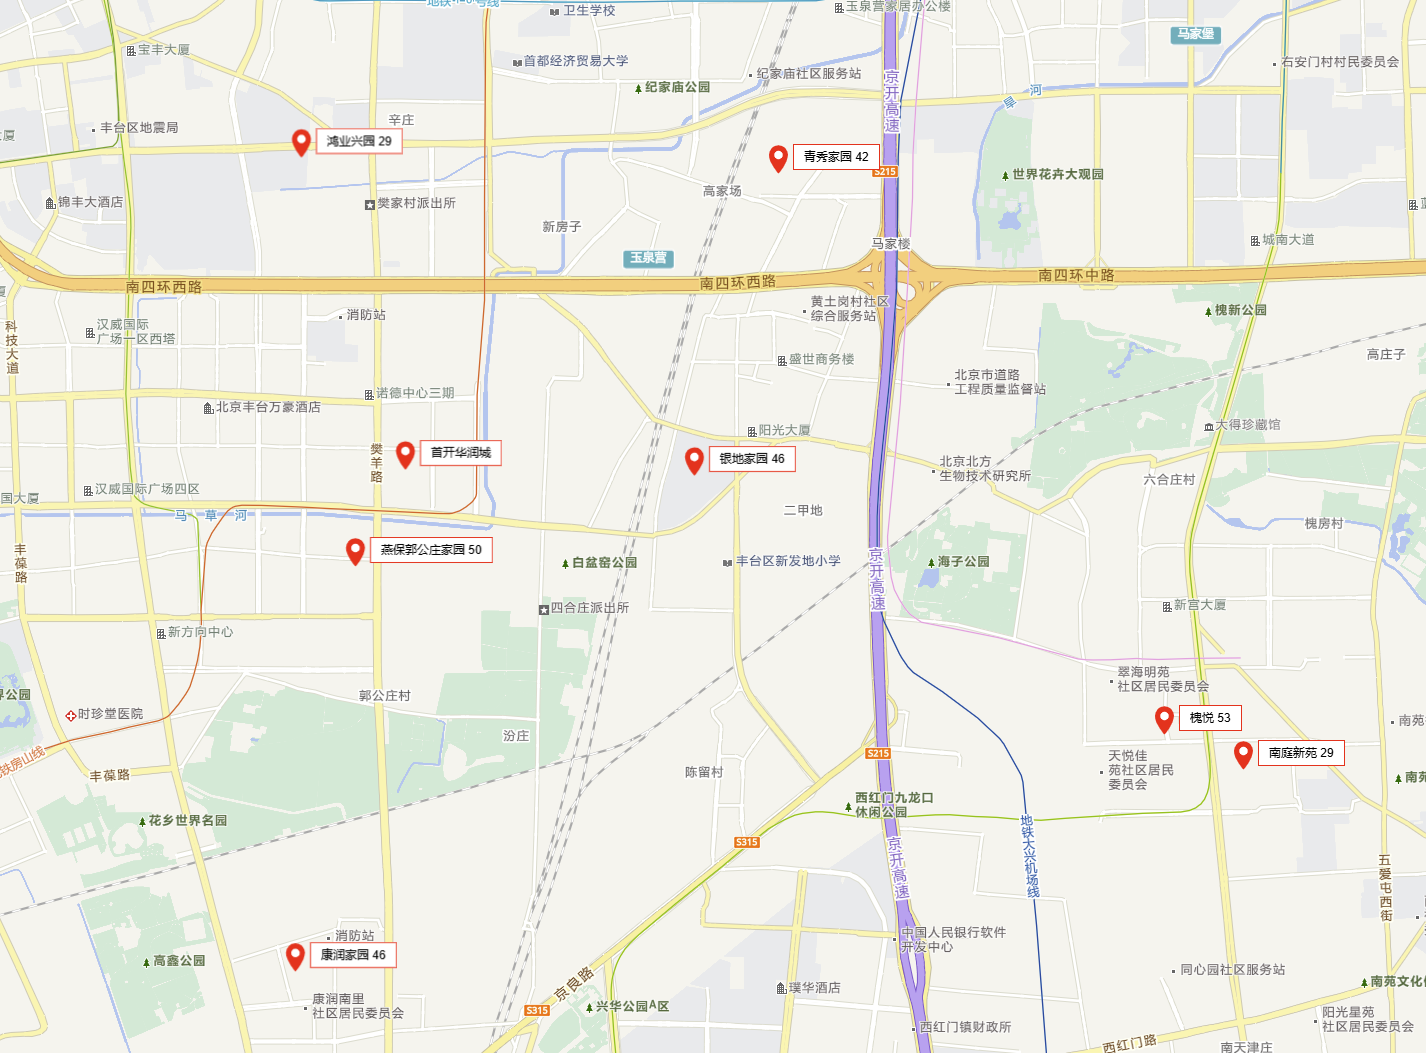 卫生学校
玉泉营家居办公楼
宝丰大厦
首都经济贸易大学
纪家庙公园
纪家庙社区服务站
马家堡
右安门村村民委员会
京开高速
旱 河
丰台区地震局
辛庄
鸿业兴园 29
青秀家园 42
S215
世界花卉大观园
锦丰大酒店
樊家村派出所
高家场
新房子
马家楼
城南大道
玉泉营
南四环西路
南四环西路
南四环中路
科技大道
汉威国际
广场一区西塔
消防站
黄土岗村社区
综合服务站
槐新公园
盛世商务楼
高庄子
北京市道路
工程质量监督站
诺德中心三期
北京丰台万豪酒店
阳光大厦
大得珍藏馆
樊羊路
首开华润城
银地家园 46
北京北方
生物技术研究所
六合庄村
汉威国际广场四区
国大厦
马 草 河
二甲地
槐房村
丰葆路
燕保郭公庄家园 50
白盆窑公园
丰台区新发地小学
京开高速
海子公园
四合庄派出所
新宫大厦
新方向中心
翠海明苑
社区居民委员会
郭公庄村
时珍堂医院
汾庄
槐悦 53
南苑
南庭新苑 29
铁房山线
丰葆路
陈留村
S215
天悦佳
苑社区居民
委员会
西红门九龙口
休闲公园
花乡世界名园
S315
地铁大兴机场线
京开高速
五爱屯西街
消防站
中国人民银行软件
开发中心
康润家园 46
高鑫公园
京良路
同心园社区服务站
南苑文化
璞华酒店
康润南里
社区居民委员会
S315
兴华公园A区
西红门镇财政所
阳光星苑
社区居民委员会
西红门路
南天津庄